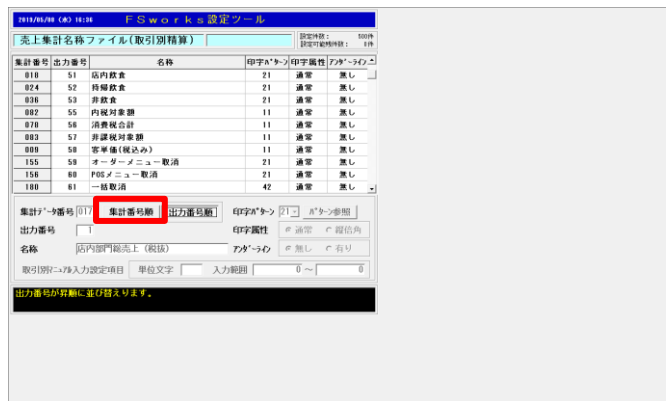 2019/05/08 (水) 16:36 FSworks設定ツール
売上集計名称ファイル(取引別精算) 設定件数: 500件
設定可能残件数: 0件
集計番号 出力番号 名称 印字パターン 印字属性 アンダーライン
018 51 店内飲食 21 通常 無し
024 52 持帰飲食 21 通常 無し
036 53 非飲食 21 通常 無し
082 55 内税対象額 11 通常 無し
078 56 消費税合計 11 通常 無し
083 57 非課税対象額 11 通常 無し
009 58 客単価(税込み) 11 通常 無し
155 59 オーダーメニュー取消 21 通常 無し
156 60 POSメニュー取消 21 通常 無し
180 61 一括取消 42 通常 無し
集計データ番号 017 集計番号順 出力番号順 印字パターン 21 パターン参照
出力番号 1 印字属性 通常 縦倍角
名称 店内部門総売上(税抜) アンダーライン 無し 有り
取引別マニュアル入力設定項目 単位文字 入力範囲 0 ～ 0
出力番号が昇順に並び替えります。